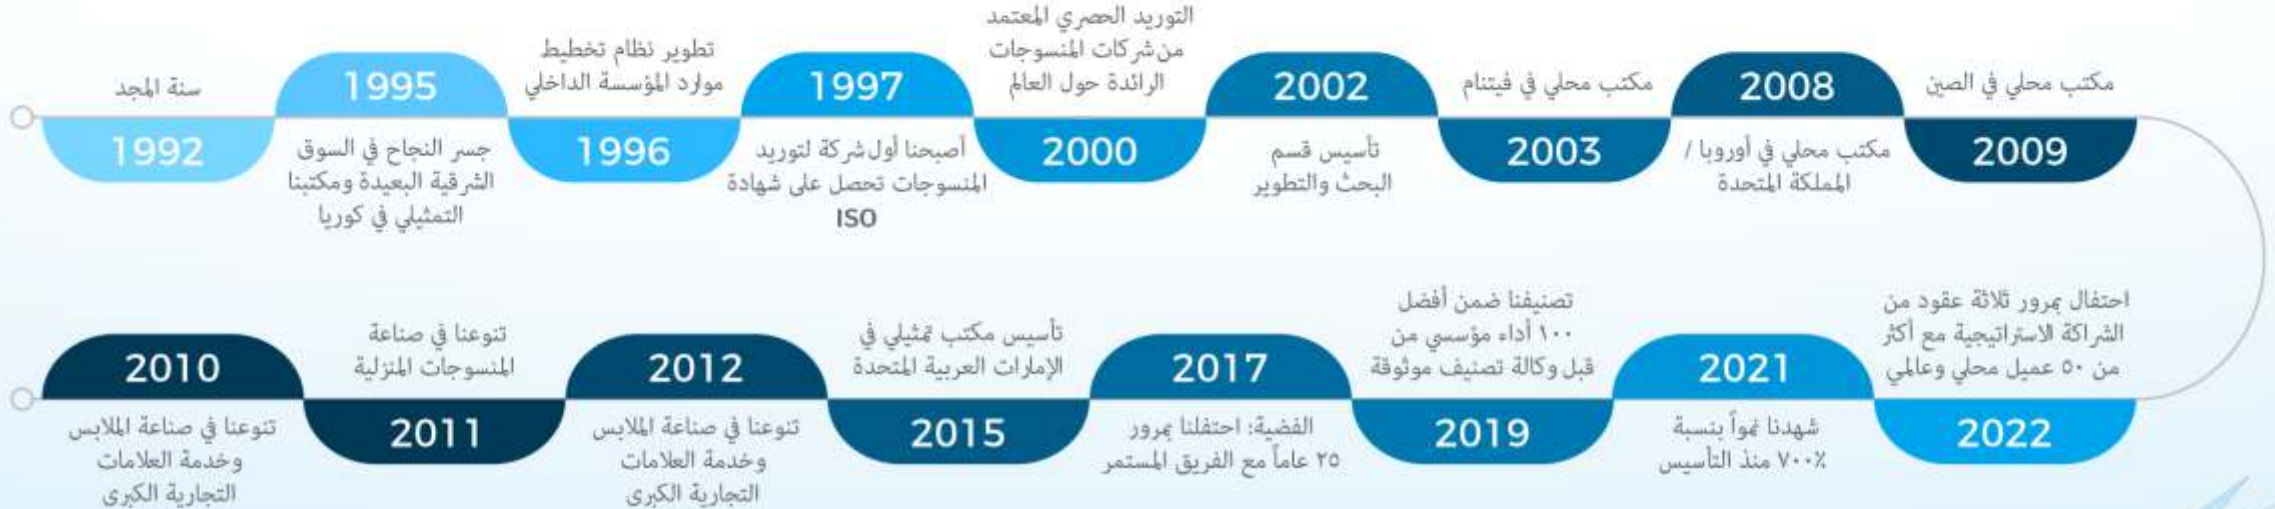 سنة المجد
1992
1995
جسر النجاح في السوق
الشرقية البعيدة ومكتبنا
التمثيلي في كوريا
تطوير نظام تخطيط
موارد المؤسسة الداخلي
1996
1997
أصبحنا أول شركة لتوريد
المنسوجات تحصل على شهادة
ISO
التوريد الحصري المعتمد
من شركات المنسوجات
الرائدة حول العالم
2000
2002
تأسيس قسم
البحث والتطوير
مكتب محلي في فيتنام
2003
2008
مكتب محلي في أوروبا /
المملكة المتحدة
مكتب محلي في الصين
2009
2010
تنوعنا في صناعة الملابس
وخدمة العلامات
التجارية الكبرى
تنوعنا في صناعة
المنسوجات المنزلية
2011
2012
تنوعنا في صناعة الملابس
وخدمة العلامات
التجارية الكبرى
تأسيس مكتب تمثيلي في
الإمارات العربية المتحدة
2015
2017
الفضية: احتفلنا بمرور
٢٥ عاماً مع الفريق المستمر
تصنيفنا ضمن أفضل
١٠٠ أداء مؤسسي من
قبل وكالة تصنيف موثوقة
2019
2021
شهدنا نمواً بنسبة
٧٠٠٪ منذ التأسيس
احتفال بمرور ثلاثة عقود من
الشراكة الاستراتيجية مع أكثر
من ٥٠ عميل محلي وعالمي
2022